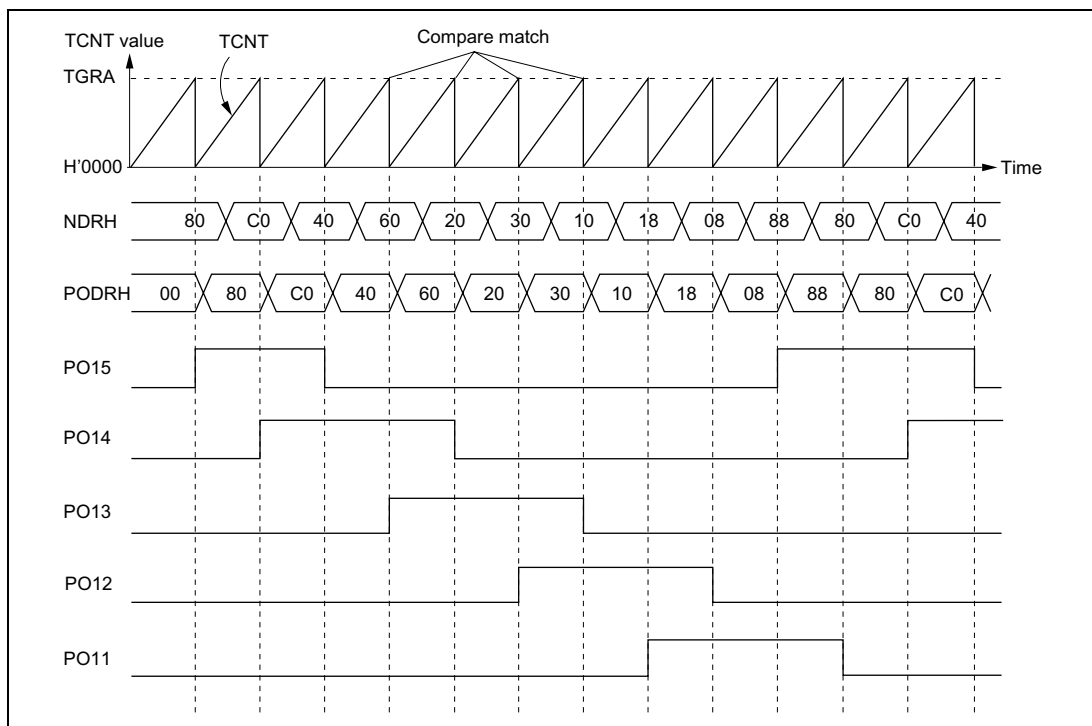 TCNT value
TCNT
Compare match
TGRA
H'0000
Time
NDRH 80 C0 40 60 20 30 10 18 08 88 80 C0 40
PODRH 00 80 C0 40 60 20 30 10 18 08 88 80 C0
PO15
PO14
PO13
PO12
PO11